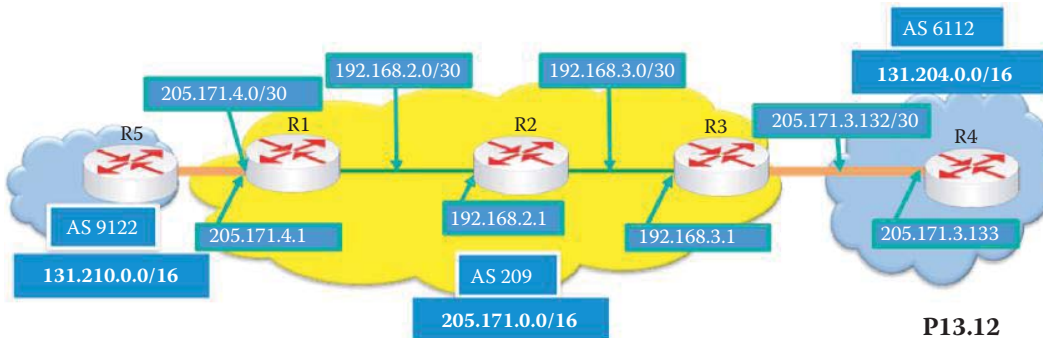 AS 6112
131.204.0.0/16
192.168.2.0/30
192.168.3.0/30
205.171.4.0/30
205.171.3.132/30
R5
R1
R2
R3
R4
AS 9122
131.210.0.0/16
205.171.4.1
192.168.2.1
192.168.3.1
205.171.3.133
AS 209
205.171.0.0/16
P13.12